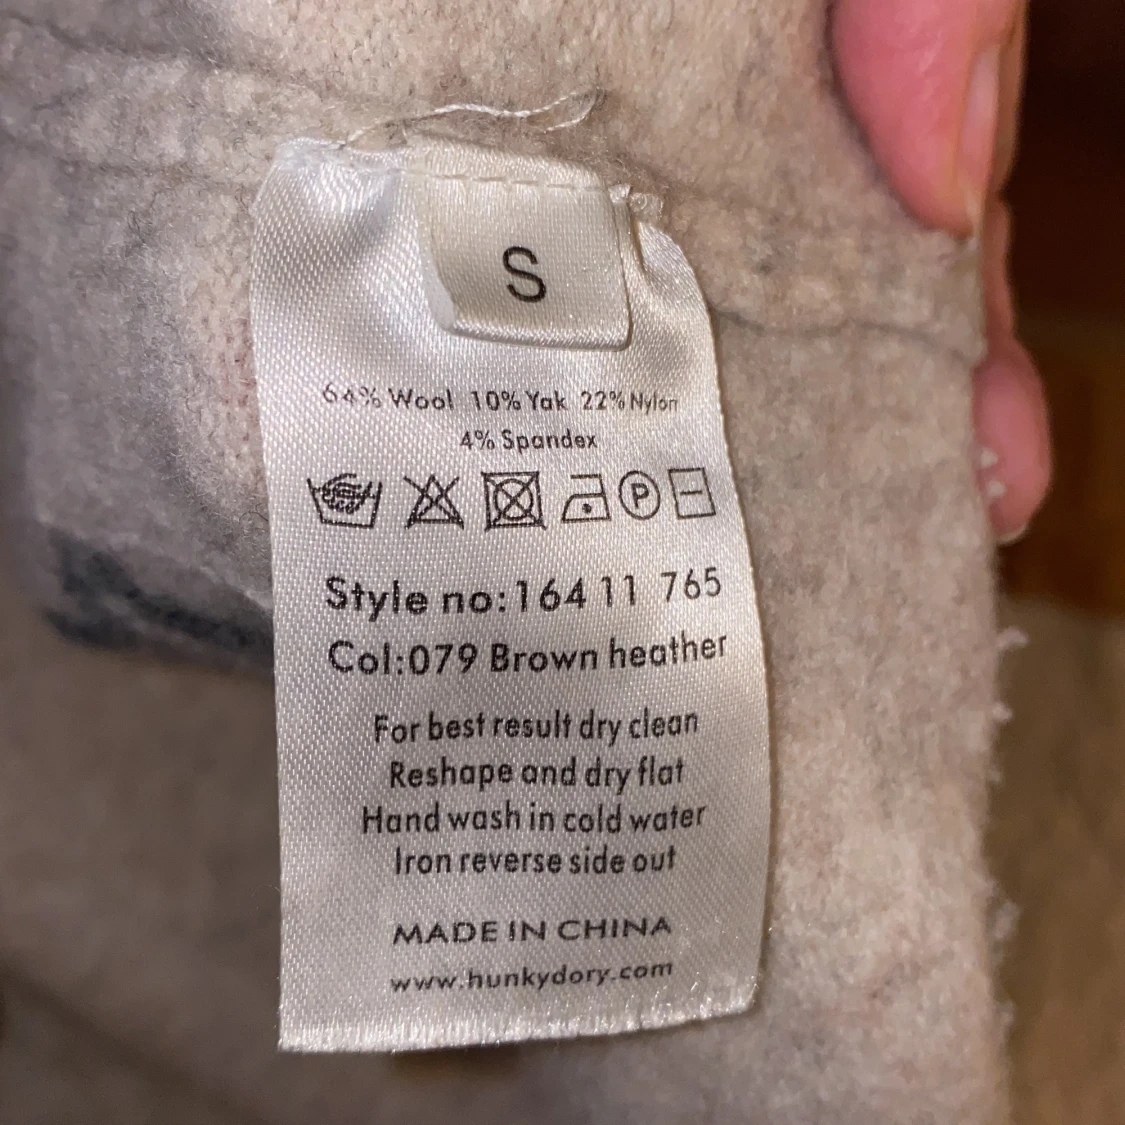 S
64% Wool 10% Yak 22% Nylon
4% Spandex
P
Style no:164 11 765
Col:079 Brown heather
For best result dry clean
Reshape and dry flat
Hand wash in cold water
Iron reverse side out
MADE IN CHINA
www.hunkydory.com